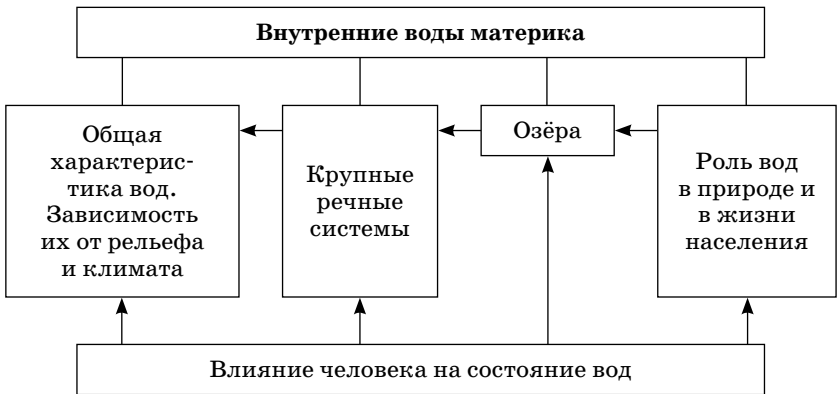 Внутренние воды материка
Общая
характерис-
тика вод.
Зависимость
их от рельефа
и климата
Крупные
речные
системы
Озёра
Роль вод
в природе и
в жизни
населения
Влияние человека на состояние вод